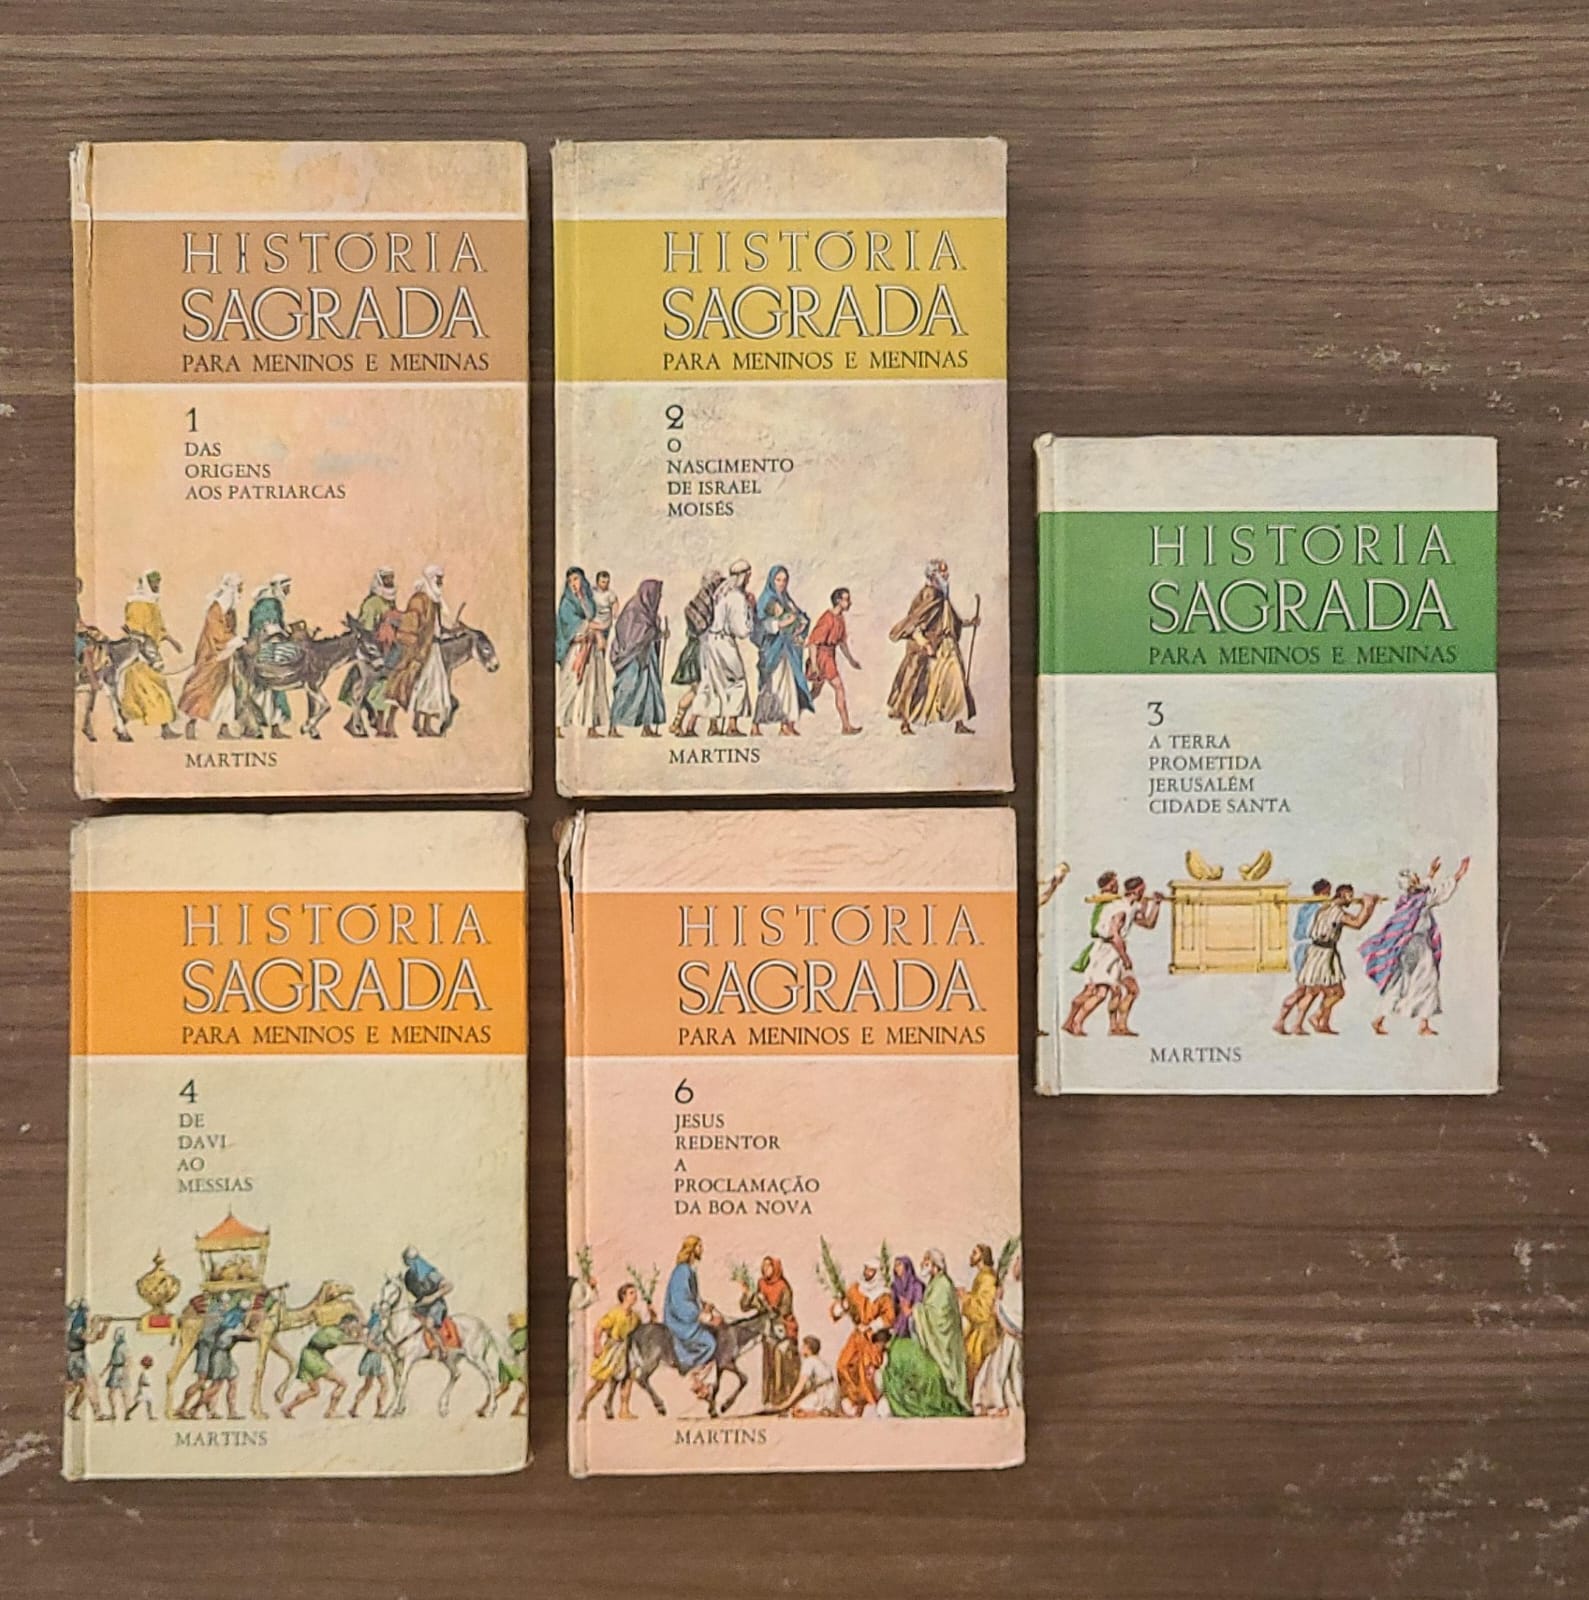 HISTÓRIA
SAGRADA
PARA MENINOS E MENINAS
1
DAS
ORIGENS
AOS PATRIARCAS
MARTINS
HISTÓRIA
SAGRADA
PARA MENINOS E MENINAS
2
O
NASCIMENTO
DE ISRAEL
MOISÉS
MARTINS
HISTÓRIA
SAGRADA
PARA MENINOS E MENINAS
3
A TERRA
PROMETIDA
JERUSALÉM
CIDADE SANTA
MARTINS
HISTÓRIA
SAGRADA
PARA MENINOS E MENINAS
4
DE
DAVI
AO
MESSIAS
MARTINS
HISTÓRIA
SAGRADA
PARA MENINOS E MENINAS
6
JESUS
REDENTOR
A
PROCLAMAÇÃO
DA BOA NOVA
MARTINS